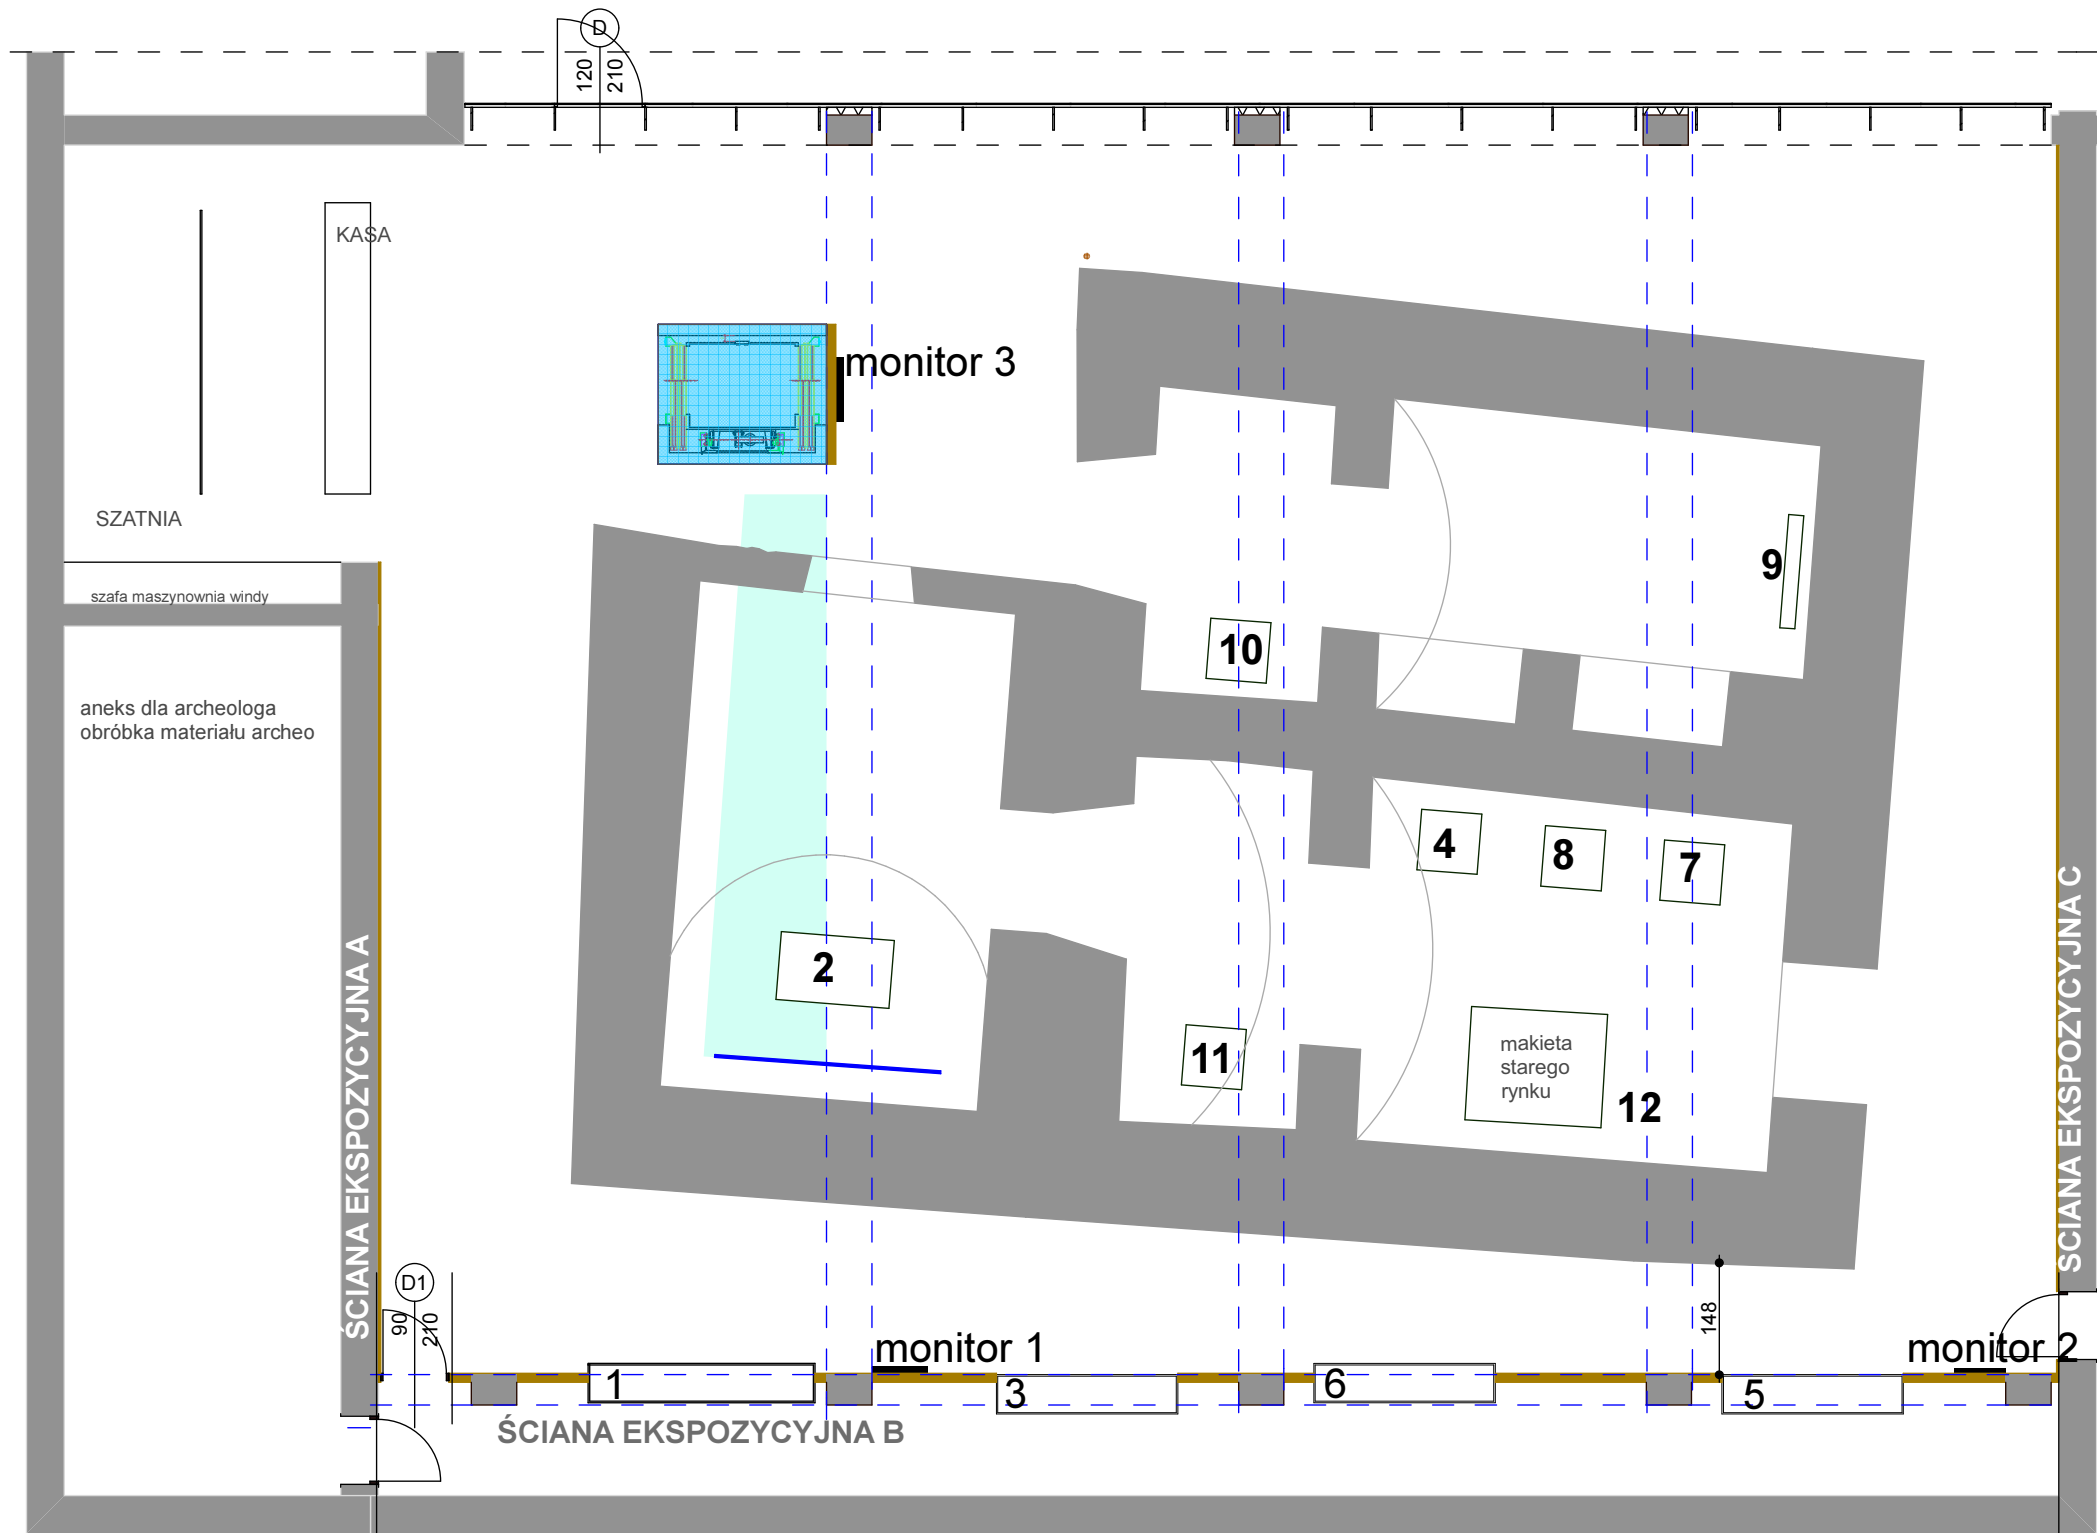 D
120
210
KASA
monitor 3
SZATNIA
szafa maszynownia windy
9
10
aneks dla archeologa
obróbka materiału archeo
4
8
7
2
11
makieta
starego
rynku
12
ŚCIANA EKSPOZYCYJNA A
ŚCIANA EKSPOZYCYJNA C
D1
90
210
148
monitor 1
monitor 2
1
3
6
5
ŚCIANA EKSPOZYCYJNA B